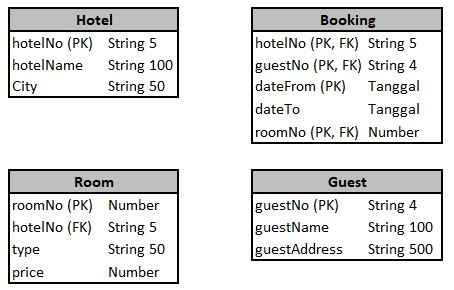 Hotel
hotelNo (PK) String 5
hotelName String 100
City String 50
Booking
hotelNo (PK, FK) String 5
guestNo (PK, FK) String 4
dateFrom (PK) Tanggal
dateTo Tanggal
roomNo (PK, FK) Number
Room
roomNo (PK) Number
hotelNo (FK) String 5
type String 50
price Number
Guest
guestNo (PK) String 4
guestName String 100
guestAddress String 500